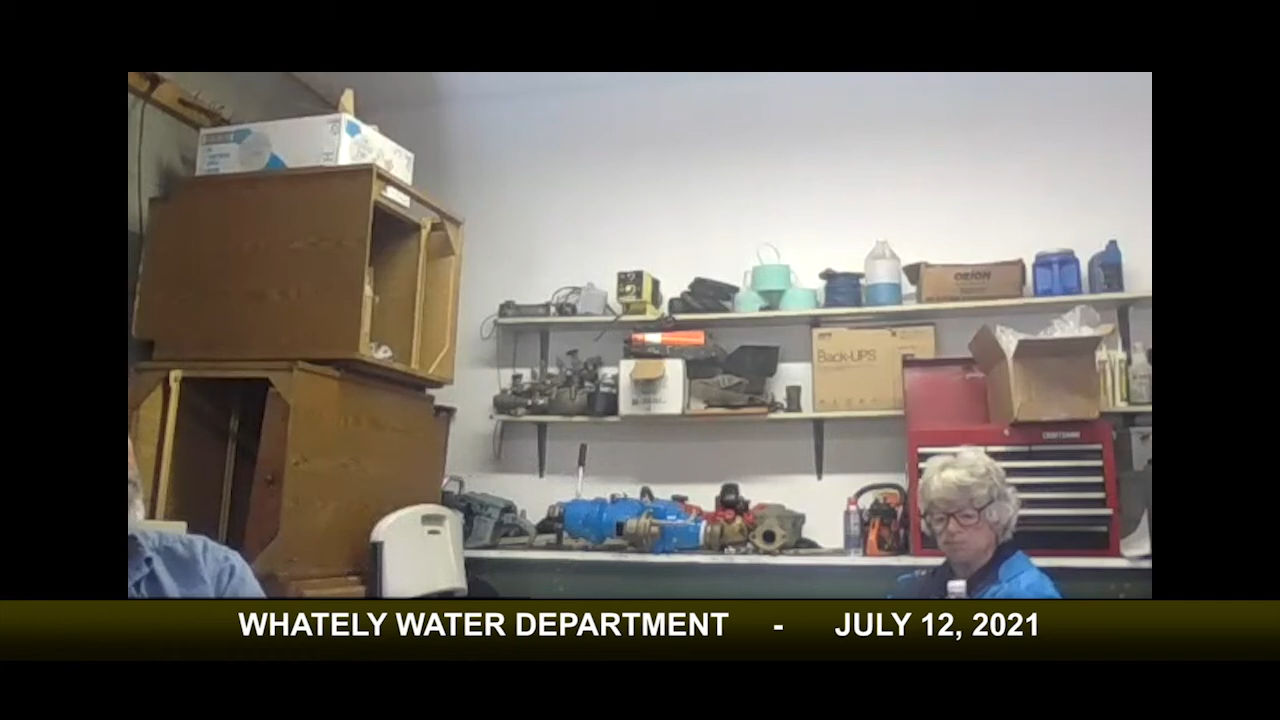 ORION
Back-UPS
CRAFTSMAN
WHATELY WATER DEPARTMENT - JULY 12, 2021